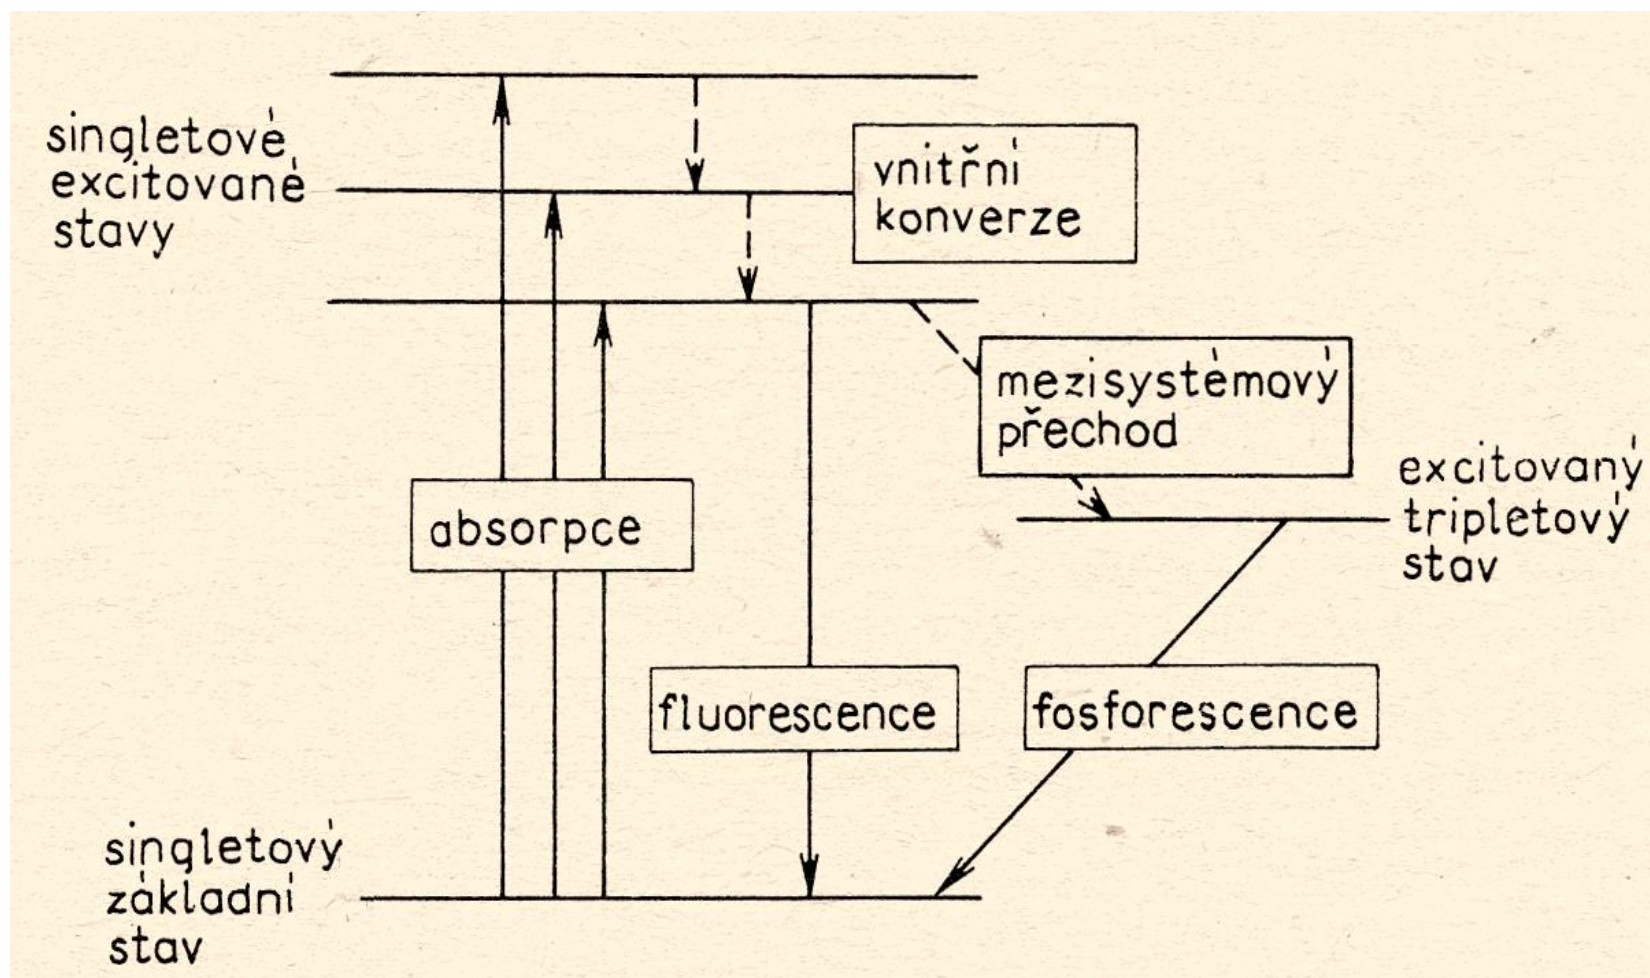 singletové
excitované
stavy
vnitřní
konverze
mezisystémový
přechod
excitovaný
tripletový
stav
absorpce
fluorescence
fosforescence
singletový
základní
stav